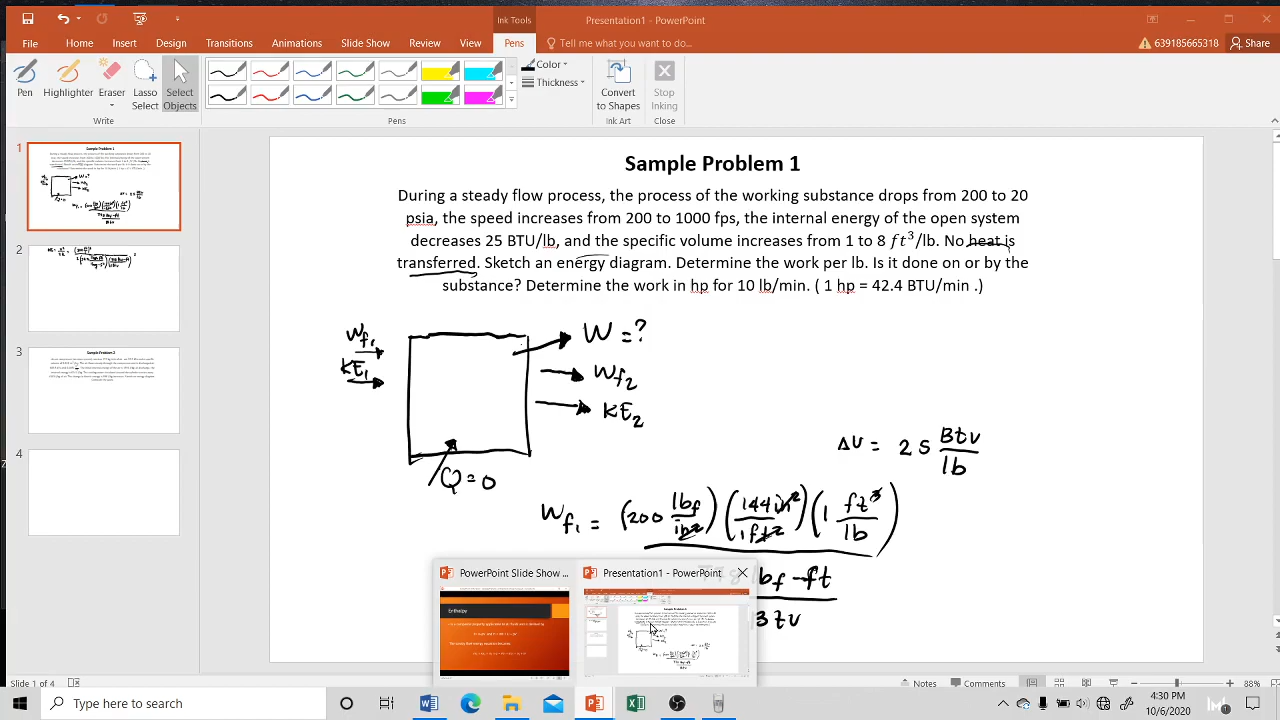 Ink Tools
Presentation1 - PowerPoint
File Home Insert Design Transitions Animations Slide Show Review View Pens Tell me what you want to do...
639185665318 Share
Pen Highlighter Eraser Lasso Select Select Objects
Color
Thickness
Convert to Shapes
Stop Inking
Write Pens Ink Art Close
1
2
3
4
Sample Problem 1
During a steady flow process, the process of the working substance drops from 200 to 20
psia, the speed increases from 200 to 1000 fps, the internal energy of the open system
decreases 25 BTU/lb, and the specific volume increases from 1 to 8 ft³/lb. No heat is
transferred. Sketch an energy diagram. Determine the work per lb. Is it done on or by the
substance? Determine the work in hp for 10 lb/min. ( 1 hp = 42.4 BTU/min .)
Wf1
KE1
W = ?
Wf2
KE2
Q = 0
ΔU = 25 Btu/lb
Wf1 = (200 lbf/in²) (144 in²/1 ft²) (1 ft³/lb)
lbf-ft
PowerPoint Slide Show ...
Presentation1 - PowerPoint
Enthalpy
Slide 1 of 4
Notes Comments 88%
Type here to search
4:30 PM
10/6/2020